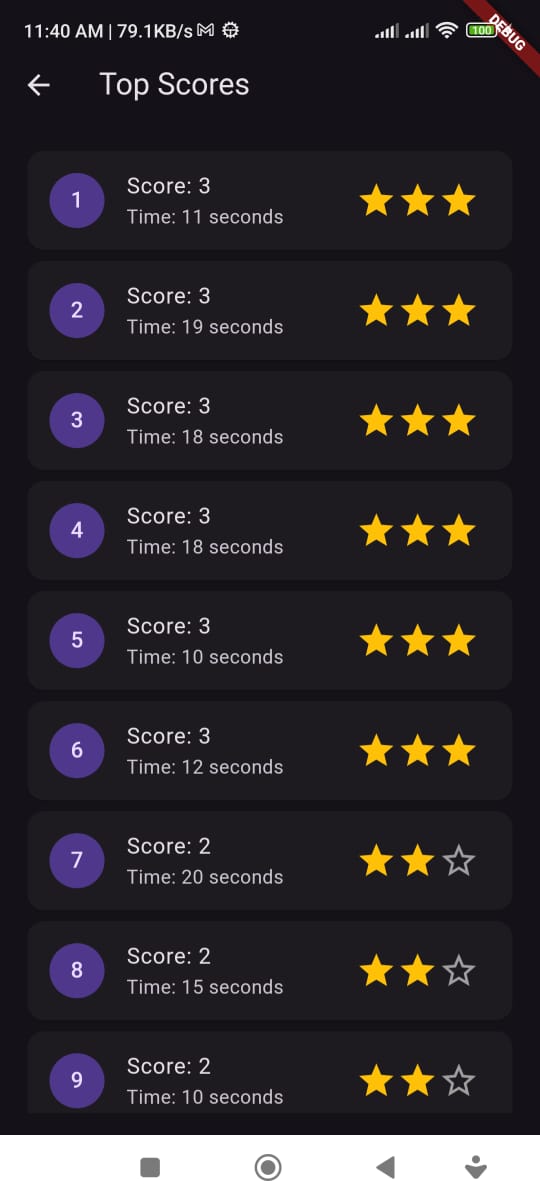 11:40 AM | 79.1KB/s
100
DEBUG
Top Scores
1
Score: 3
Time: 11 seconds
2
Score: 3
Time: 19 seconds
3
Score: 3
Time: 18 seconds
4
Score: 3
Time: 18 seconds
5
Score: 3
Time: 10 seconds
6
Score: 3
Time: 12 seconds
7
Score: 2
Time: 20 seconds
8
Score: 2
Time: 15 seconds
9
Score: 2
Time: 10 seconds